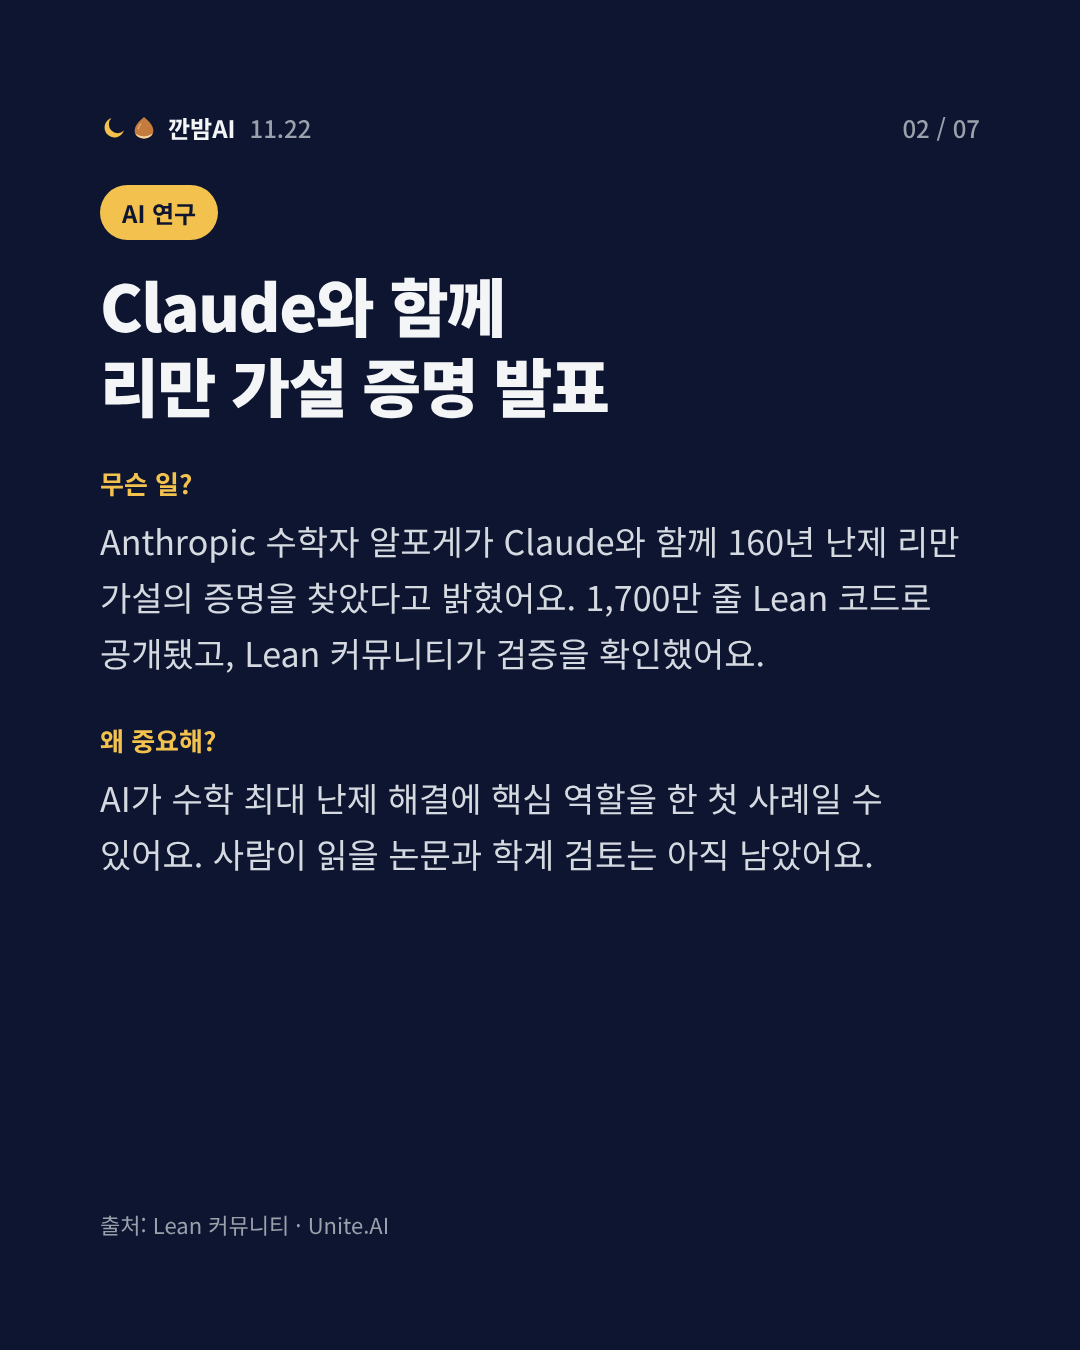 깐밤AI 11.22
02 / 07
AI 연구
Claude와 함께
리만 가설 증명 발표
무슨 일?
Anthropic 수학자 알포게가 Claude와 함께 160년 난제 리만
가설의 증명을 찾았다고 밝혔어요. 1,700만 줄 Lean 코드로
공개됐고, Lean 커뮤니티가 검증을 확인했어요.
왜 중요해?
AI가 수학 최대 난제 해결에 핵심 역할을 한 첫 사례일 수
있어요. 사람이 읽을 논문과 학계 검토는 아직 남았어요.
출처: Lean 커뮤니티 · Unite.AI